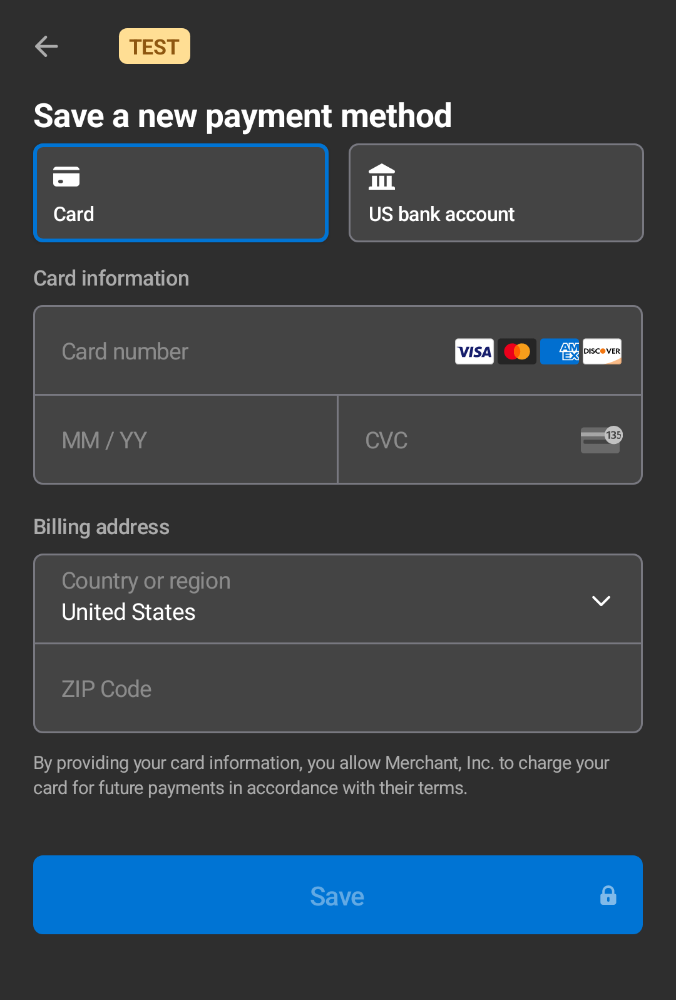 TEST
Save a new payment method
Card
US bank account
Card information
Card number
VISA
AM
EX
DISCOVER
MM / YY
CVC
135
Billing address
Country or region
United States
ZIP Code
By providing your card information, you allow Merchant, Inc. to charge your
card for future payments in accordance with their terms.
Save